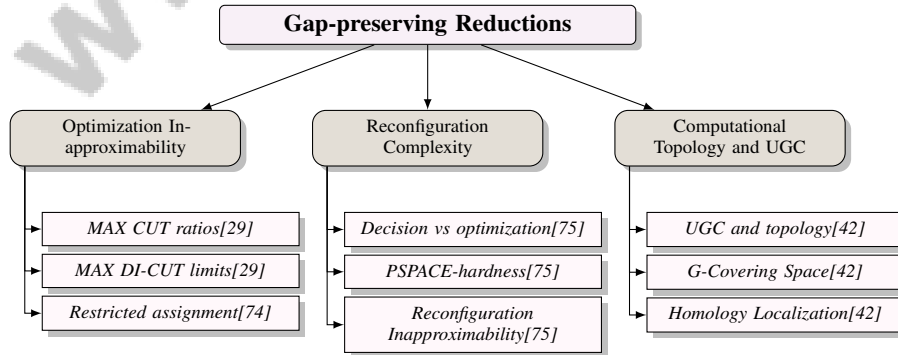 Gap-preserving Reductions
Optimization In-
approximability
Reconfiguration
Complexity
Computational
Topology and UGC
MAX CUT ratios[29]
MAX DI-CUT limits[29]
Restricted assignment[74]
Decision vs optimization[75]
PSPACE-hardness[75]
Reconfiguration
Inapproximability[75]
UGC and topology[42]
G-Covering Space[42]
Homology Localization[42]